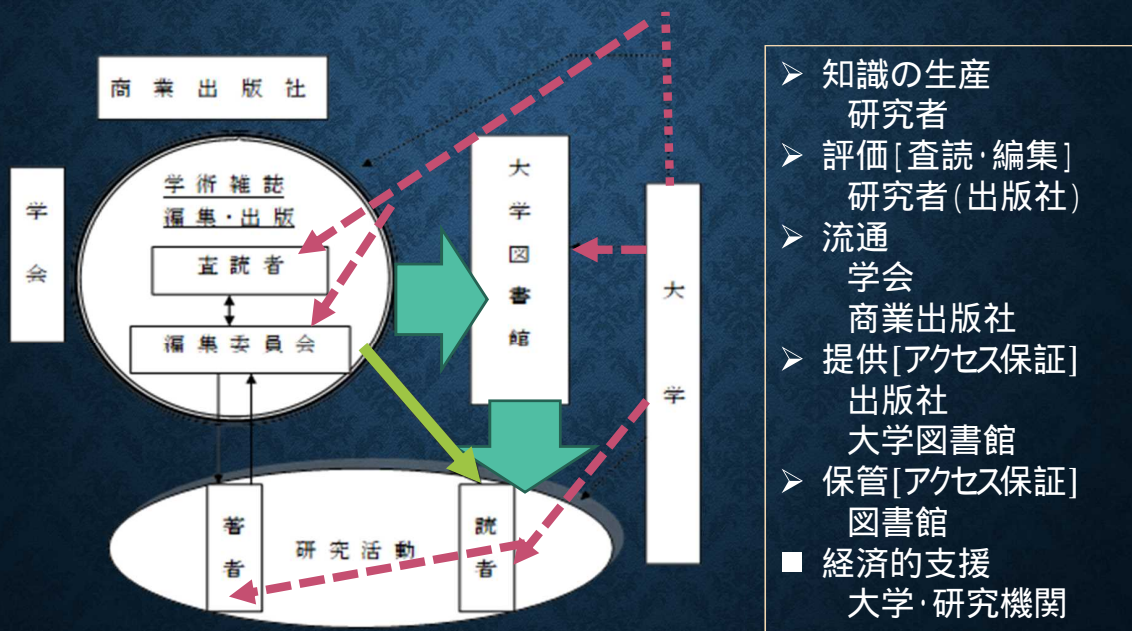 商業出版社
学会
学術雑誌
編集・出版
査読者
編集委員会
大学図書館
大学
著者
研究活動
読者
➢ 知識の生産
研究者
➢ 評価[査読・編集]
研究者(出版社)
➢ 流通
学会
商業出版社
➢ 提供[アクセス保証]
出版社
大学図書館
➢ 保管[アクセス保証]
図書館
■ 経済的支援
大学・研究機関